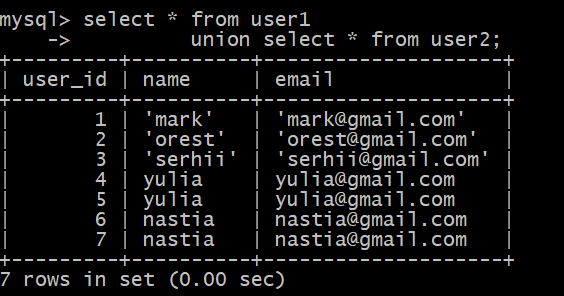 mysql> select * from user1
    ->          union select * from user2;
+---------+----------+--------------------+
| user_id | name     | email              |
+---------+----------+--------------------+
|       1 | 'mark'   | 'mark@gmail.com'   |
|       2 | 'orest'  | 'orest@gmail.com'  |
|       3 | 'serhii' | 'serhii@gmail.com' |
|       4 | yulia    | yulia@gmail.com    |
|       5 | yulia    | yulia@gmail.com    |
|       6 | nastia   | nastia@gmail.com   |
|       7 | nastia   | nastia@gmail.com   |
+---------+----------+--------------------+
7 rows in set (0.00 sec)